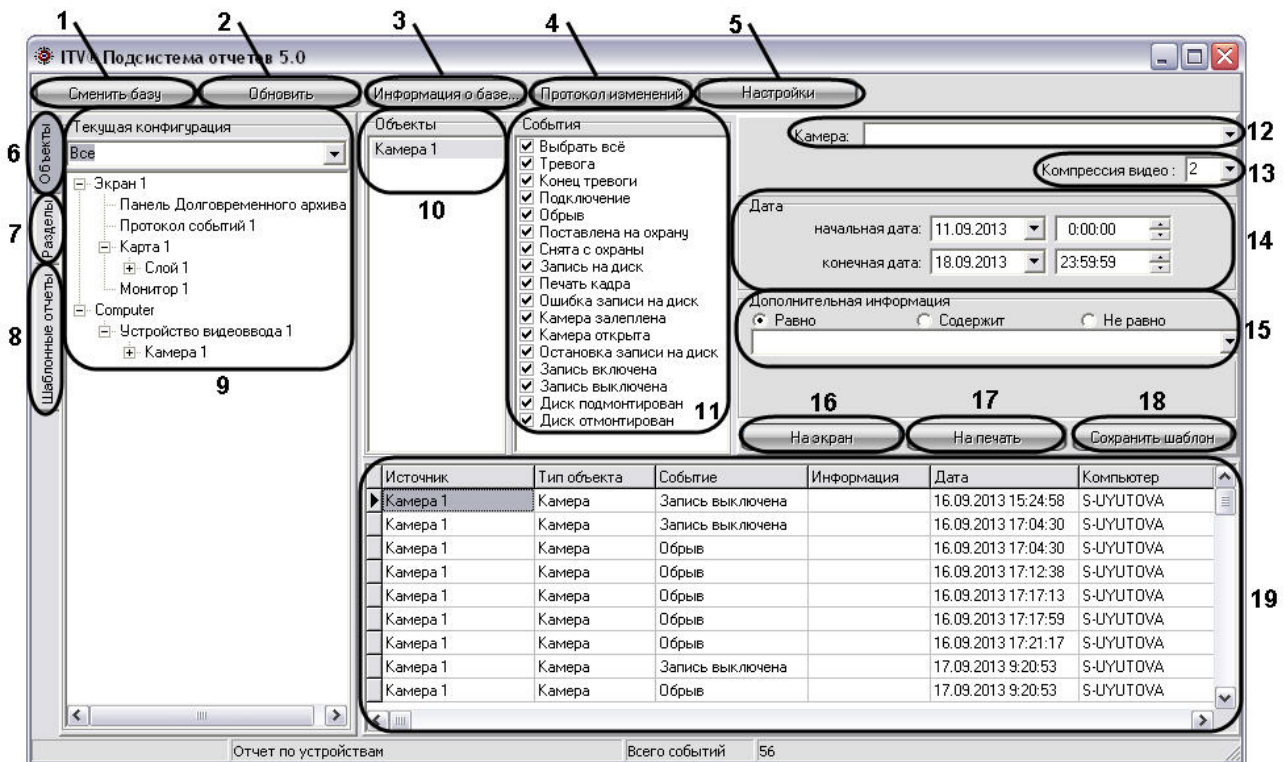 1 2 3 4 5
ITV® Подсистема отчетов 5.0
Сменить базу Обновить Информация о базе... Протокол изменений Настройки
6 Объекты
7 Разделы
8 Шаблонные отчеты
Текущая конфигурация
Все
Экран 1
Панель Долговременного архива
Протокол событий 1
Карта 1
Слой 1
Монитор 1
Computer
Устройство видеоввода 1
Камера 1
9
Объекты
Камера 1
10
События
Выбрать всё
Тревога
Конец тревоги
Подключение
Обрыв
Поставлена на охрану
Снята с охраны
Запись на диск
Печать кадра
Ошибка записи на диск
Камера залеплена
Камера открыта
Остановка записи на диск
Запись включена
Запись выключена
Диск подмонтирован
Диск отмонтирован
11
Камера: 12
Компрессия видео : 2 13
Дата
начальная дата: 11.09.2013 0:00:00
конечная дата: 18.09.2013 23:59:59
14
Дополнительная информация
Равно Содержит Не равно
15
16 17 18
На экран На печать Сохранить шаблон
Источник Тип объекта Событие Информация Дата Компьютер
Камера 1 Камера Запись выключена 16.09.2013 15:24:58 S-UYUTOVA
Камера 1 Камера Запись выключена 16.09.2013 17:04:30 S-UYUTOVA
Камера 1 Камера Обрыв 16.09.2013 17:04:30 S-UYUTOVA
Камера 1 Камера Обрыв 16.09.2013 17:12:38 S-UYUTOVA
Камера 1 Камера Обрыв 16.09.2013 17:17:13 S-UYUTOVA
Камера 1 Камера Обрыв 16.09.2013 17:17:59 S-UYUTOVA
Камера 1 Камера Обрыв 16.09.2013 17:21:17 S-UYUTOVA
Камера 1 Камера Запись выключена 17.09.2013 9:20:53 S-UYUTOVA
Камера 1 Камера Обрыв 17.09.2013 9:20:53 S-UYUTOVA
19
Отчет по устройствам Всего событий 56